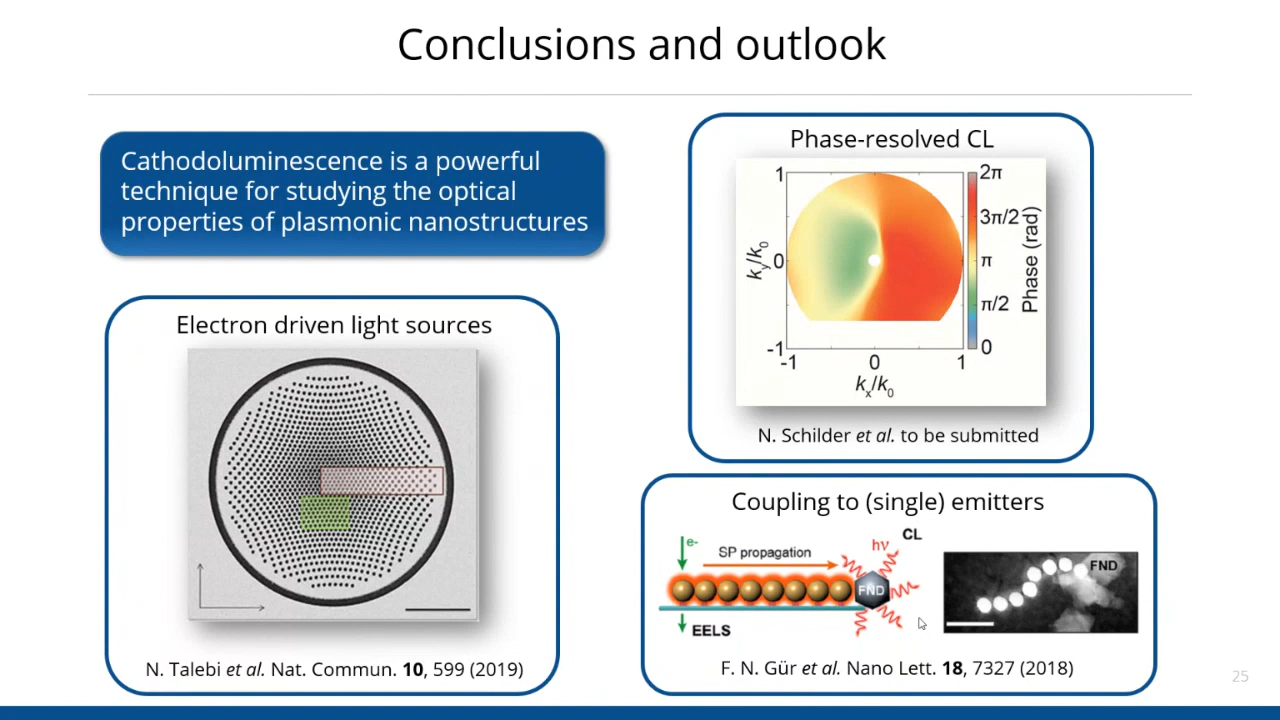 Conclusions and outlook
Cathodoluminescence is a powerful
technique for studying the optical
properties of plasmonic nanostructures
Electron driven light sources
N. Talebi et al. Nat. Commun. 10, 599 (2019)
Phase-resolved CL
1
0
-1
-1
0
1
ky/k0
kx/k0
2π
3π/2
π
π/2
0
Phase (rad)
N. Schilder et al. to be submitted
Coupling to (single) emitters
e-
SP propagation
hν
CL
FND
EELS
FND
F. N. Gür et al. Nano Lett. 18, 7327 (2018)
25